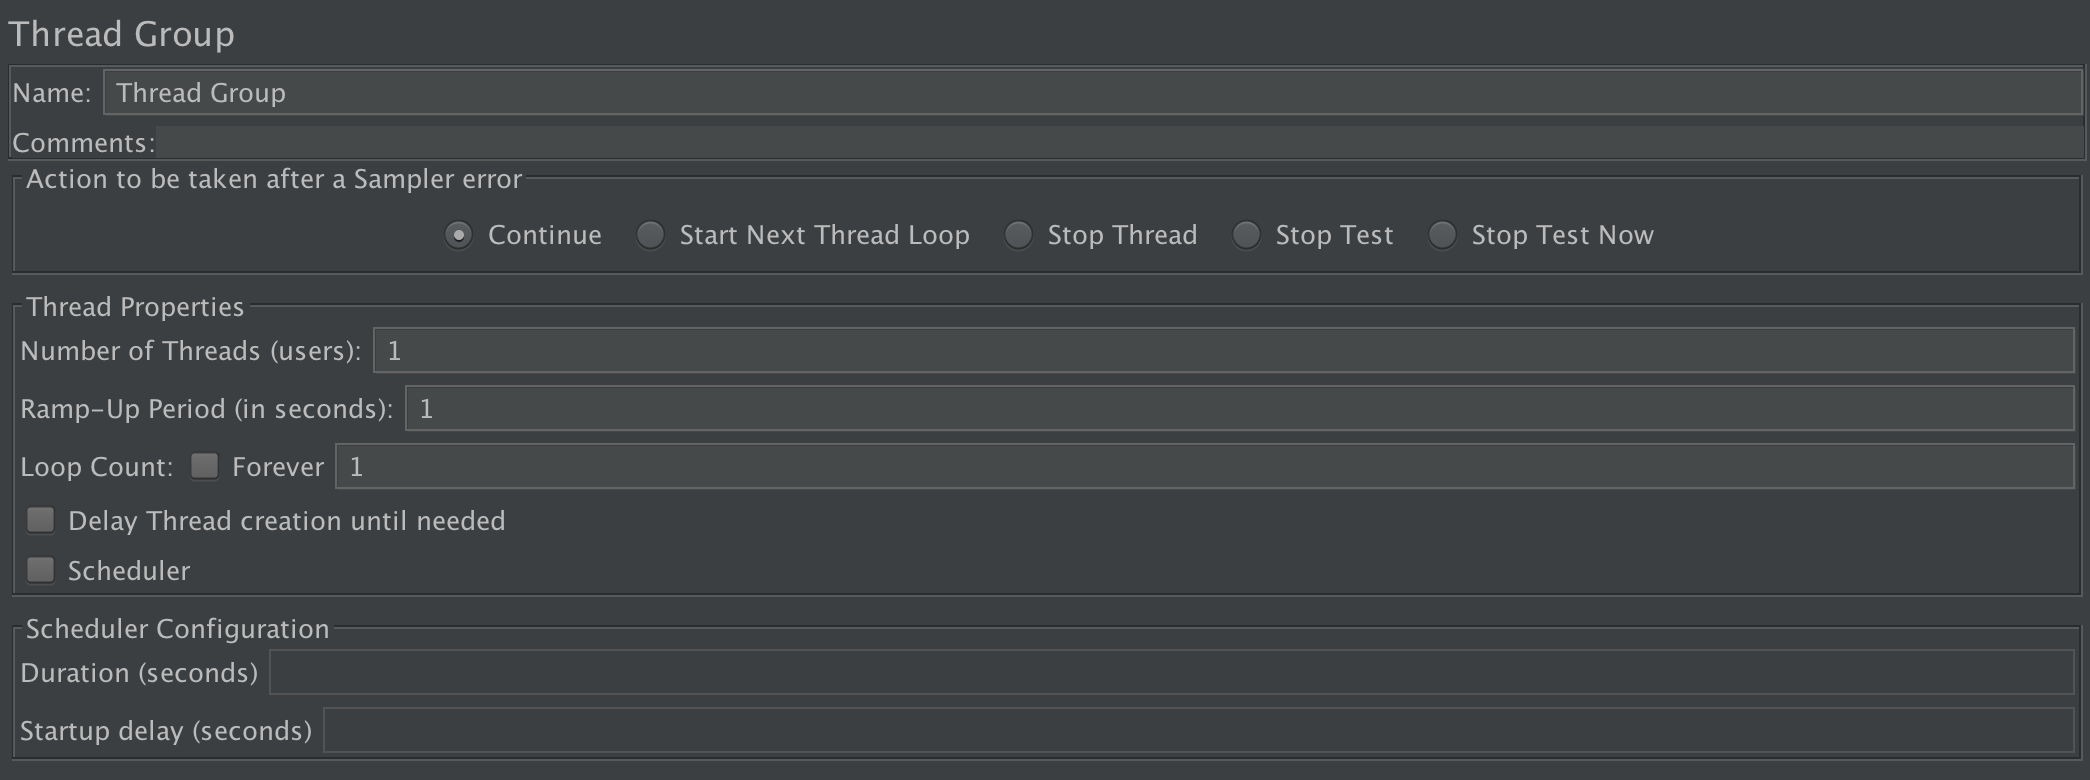 Thread Group
Name: Thread Group
Comments:
Action to be taken after a Sampler error
Continue Start Next Thread Loop Stop Thread Stop Test Stop Test Now
Thread Properties
Number of Threads (users): 1
Ramp-Up Period (in seconds): 1
Loop Count: Forever 1
Delay Thread creation until needed
Scheduler
Scheduler Configuration
Duration (seconds)
Startup delay (seconds)